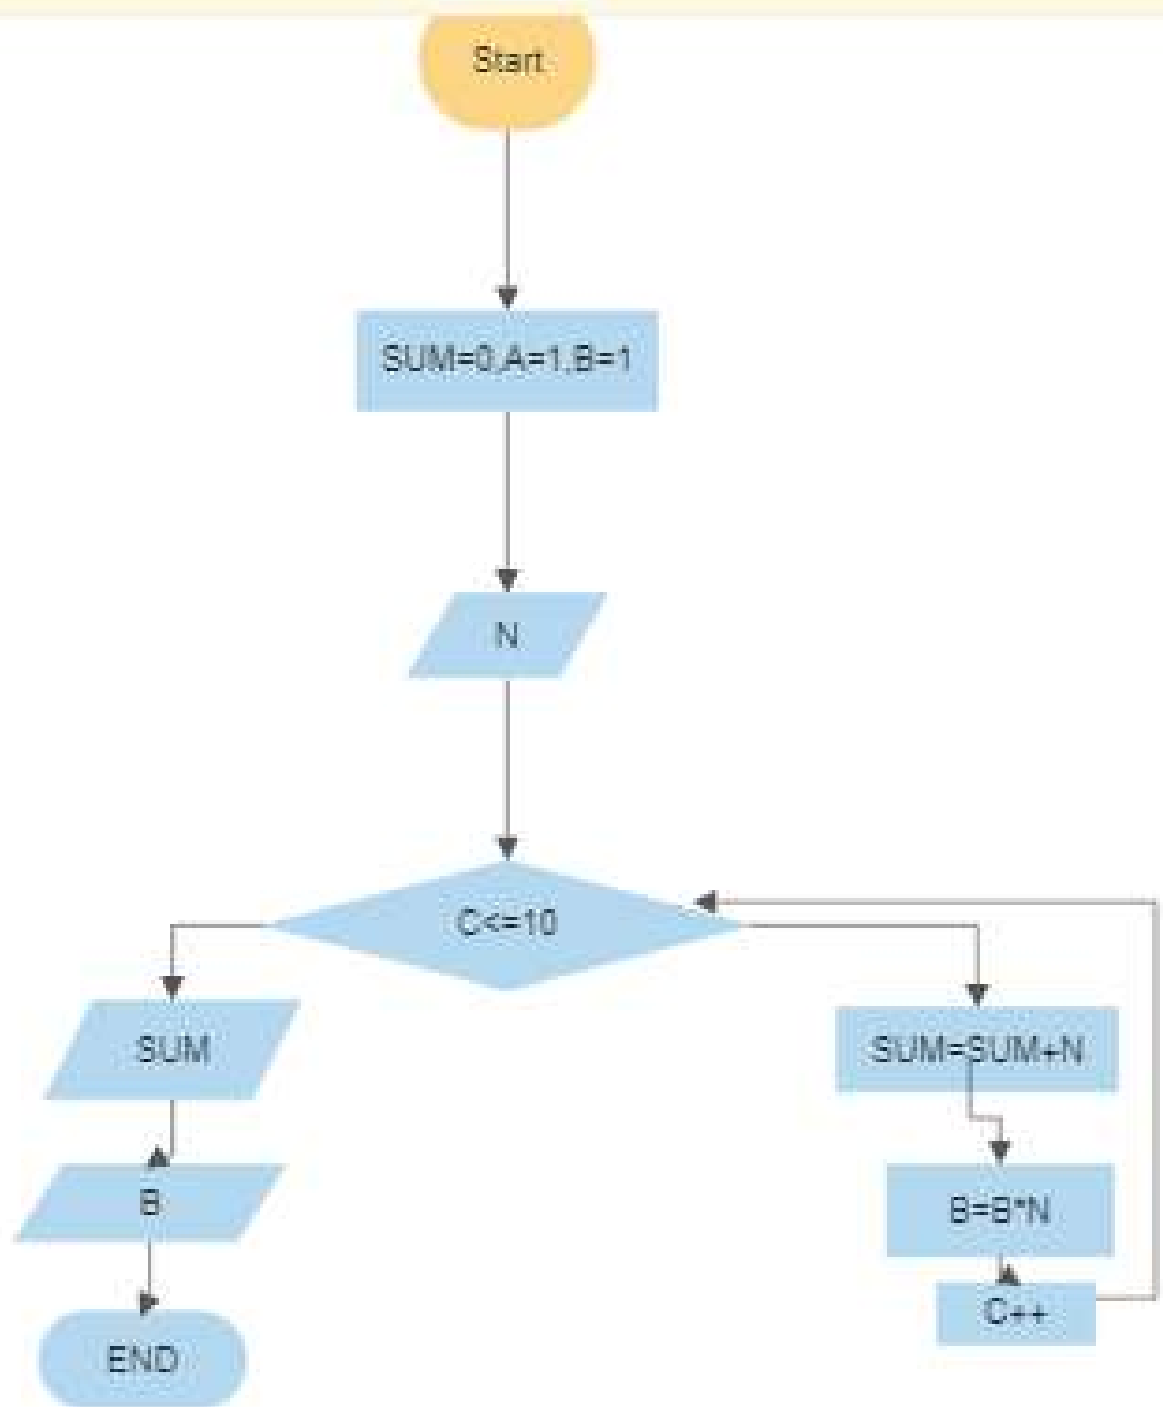 Start
SUM=0,A=1,B=1
N
C<=10
SUM
SUM=SUM+N
B
B=B*N
C++
END